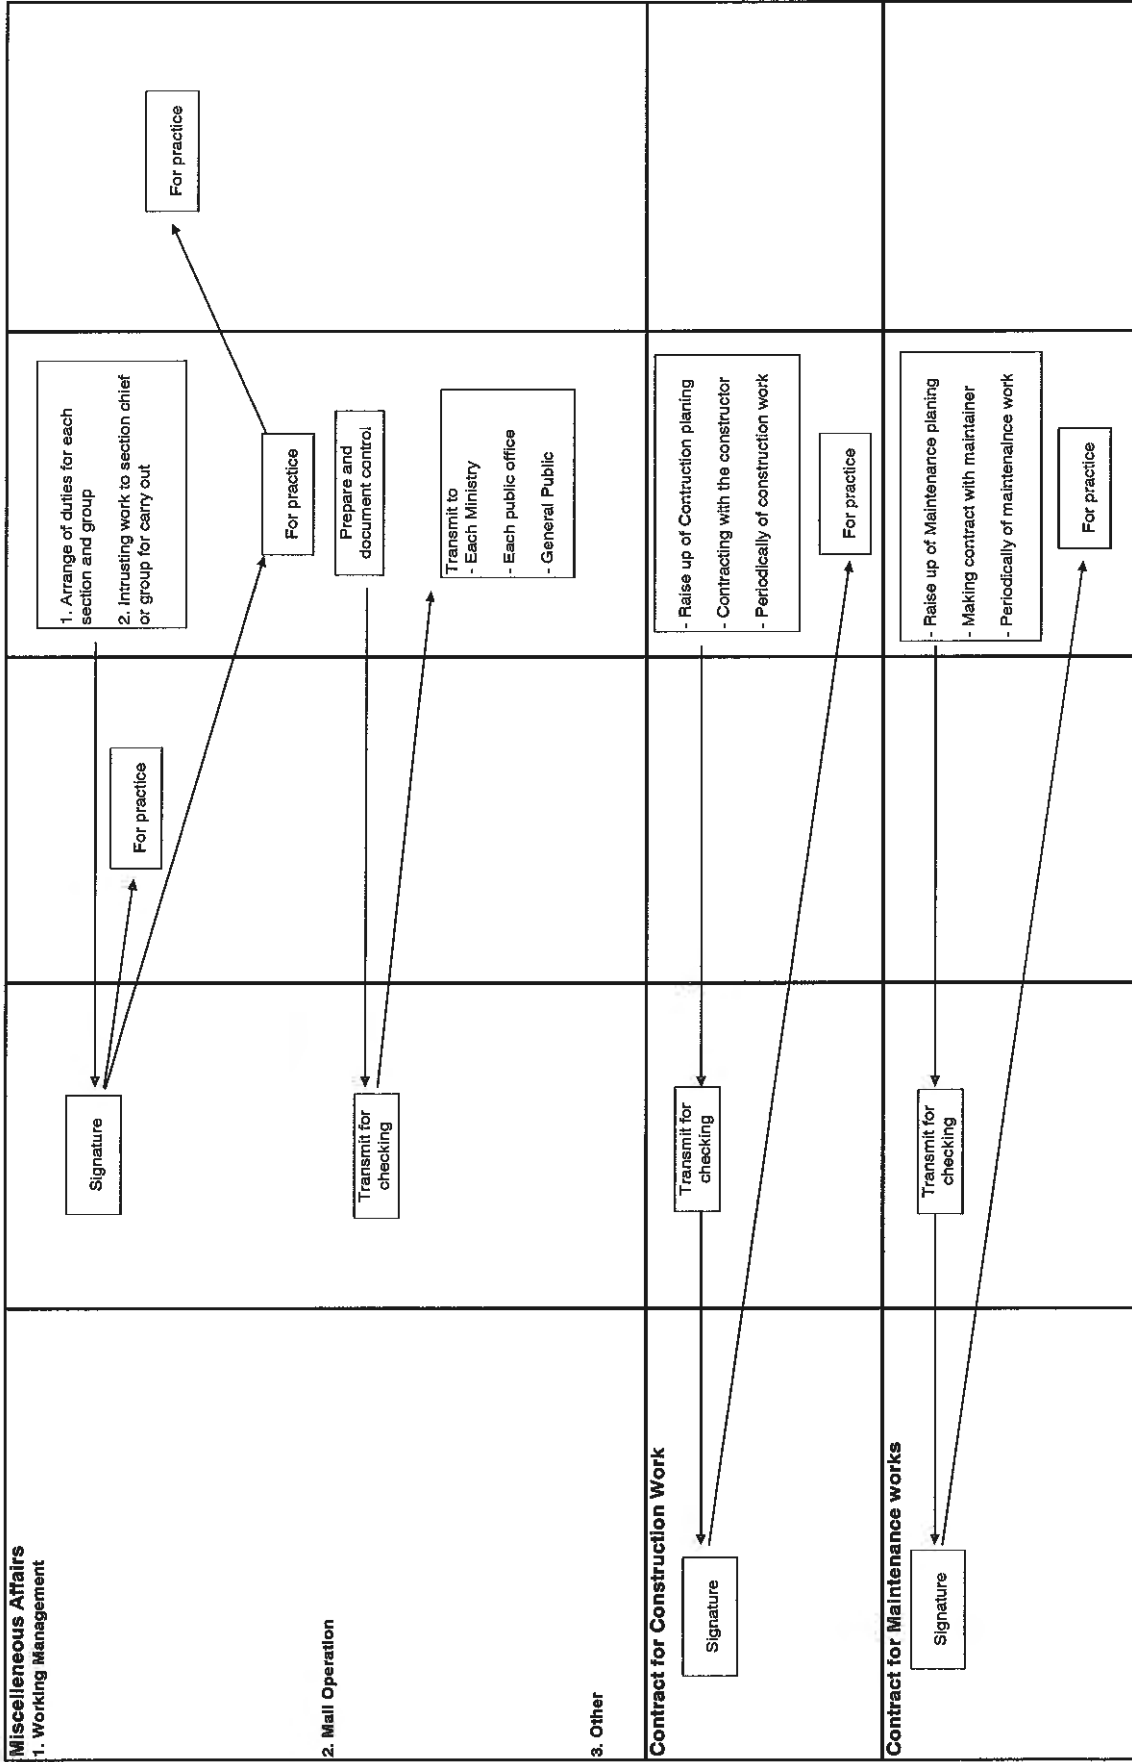 Miscelleneous Affairs
1. Working Management
Signature
For practice
1. Arrange of duties for each
section and group
2. Intrusting work to section chief
or group for carry out
For practice
For practice
2. Mail Operation
Transmit for
checking
Prepare and
document control
Transmit to
- Each Ministry
- Each public office
- General Public
3. Other
Contract for Construction Work
Signature
Transmit for
checking
- Raise up of Contruction planing
- Contracting with the constructor
- Periodically of construction work
For practice
Contract for Maintenance works
Signature
Transmit for
checking
- Raise up of Maintenance planing
- Making contract with maintainer
- Periodically of maintenalnce work
For practice